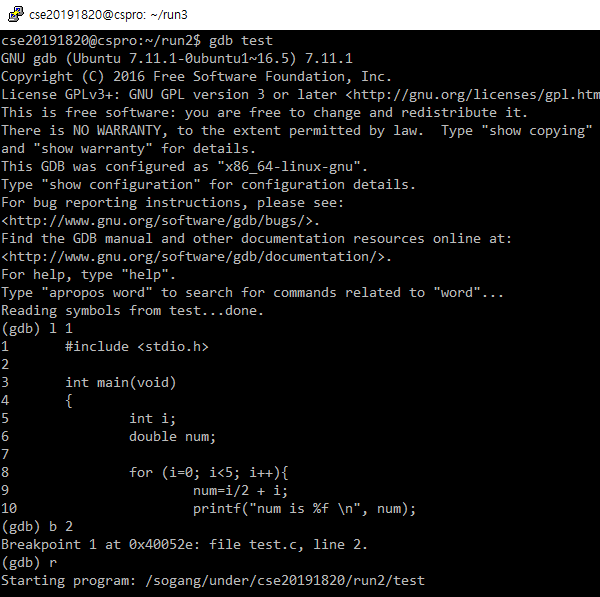 cse20191820@cspro: ~/run3
cse20191820@cspro:~/run2$ gdb test
GNU gdb (Ubuntu 7.11.1-0ubuntu1~16.5) 7.11.1
Copyright (C) 2016 Free Software Foundation, Inc.
License GPLv3+: GNU GPL version 3 or later <http://gnu.org/licenses/gpl.htm
This is free software: you are free to change and redistribute it.
There is NO WARRANTY, to the extent permitted by law.  Type "show copying"
and "show warranty" for details.
This GDB was configured as "x86_64-linux-gnu".
Type "show configuration" for configuration details.
For bug reporting instructions, please see:
<http://www.gnu.org/software/gdb/bugs/>.
Find the GDB manual and other documentation resources online at:
<http://www.gnu.org/software/gdb/documentation/>.
For help, type "help".
Type "apropos word" to search for commands related to "word"...
Reading symbols from test...done.
(gdb) l 1
1       #include <stdio.h>
2
3       int main(void)
4       {
5               int i;
6               double num;
7
8               for (i=0; i<5; i++){
9                       num=i/2 + i;
10                      printf("num is %f \n", num);
(gdb) b 2
Breakpoint 1 at 0x40052e: file test.c, line 2.
(gdb) r
Starting program: /sogang/under/cse20191820/run2/test